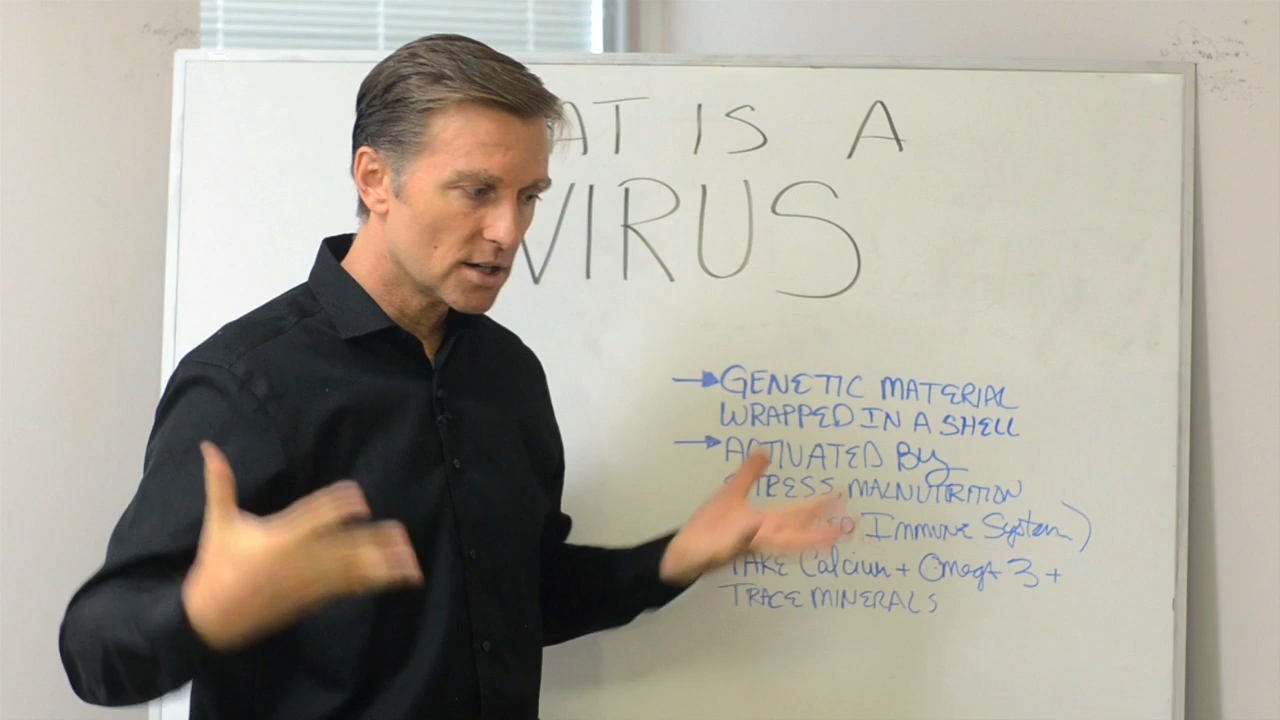 AT IS A
VIRUS
GENETIC MATERIAL
WRAPPED IN A SHELL
ACTIVATED By
STRESS MALNUTRITION
Immune System)
TAKE Calcium + Omega 3 +
TRACE MINERALS